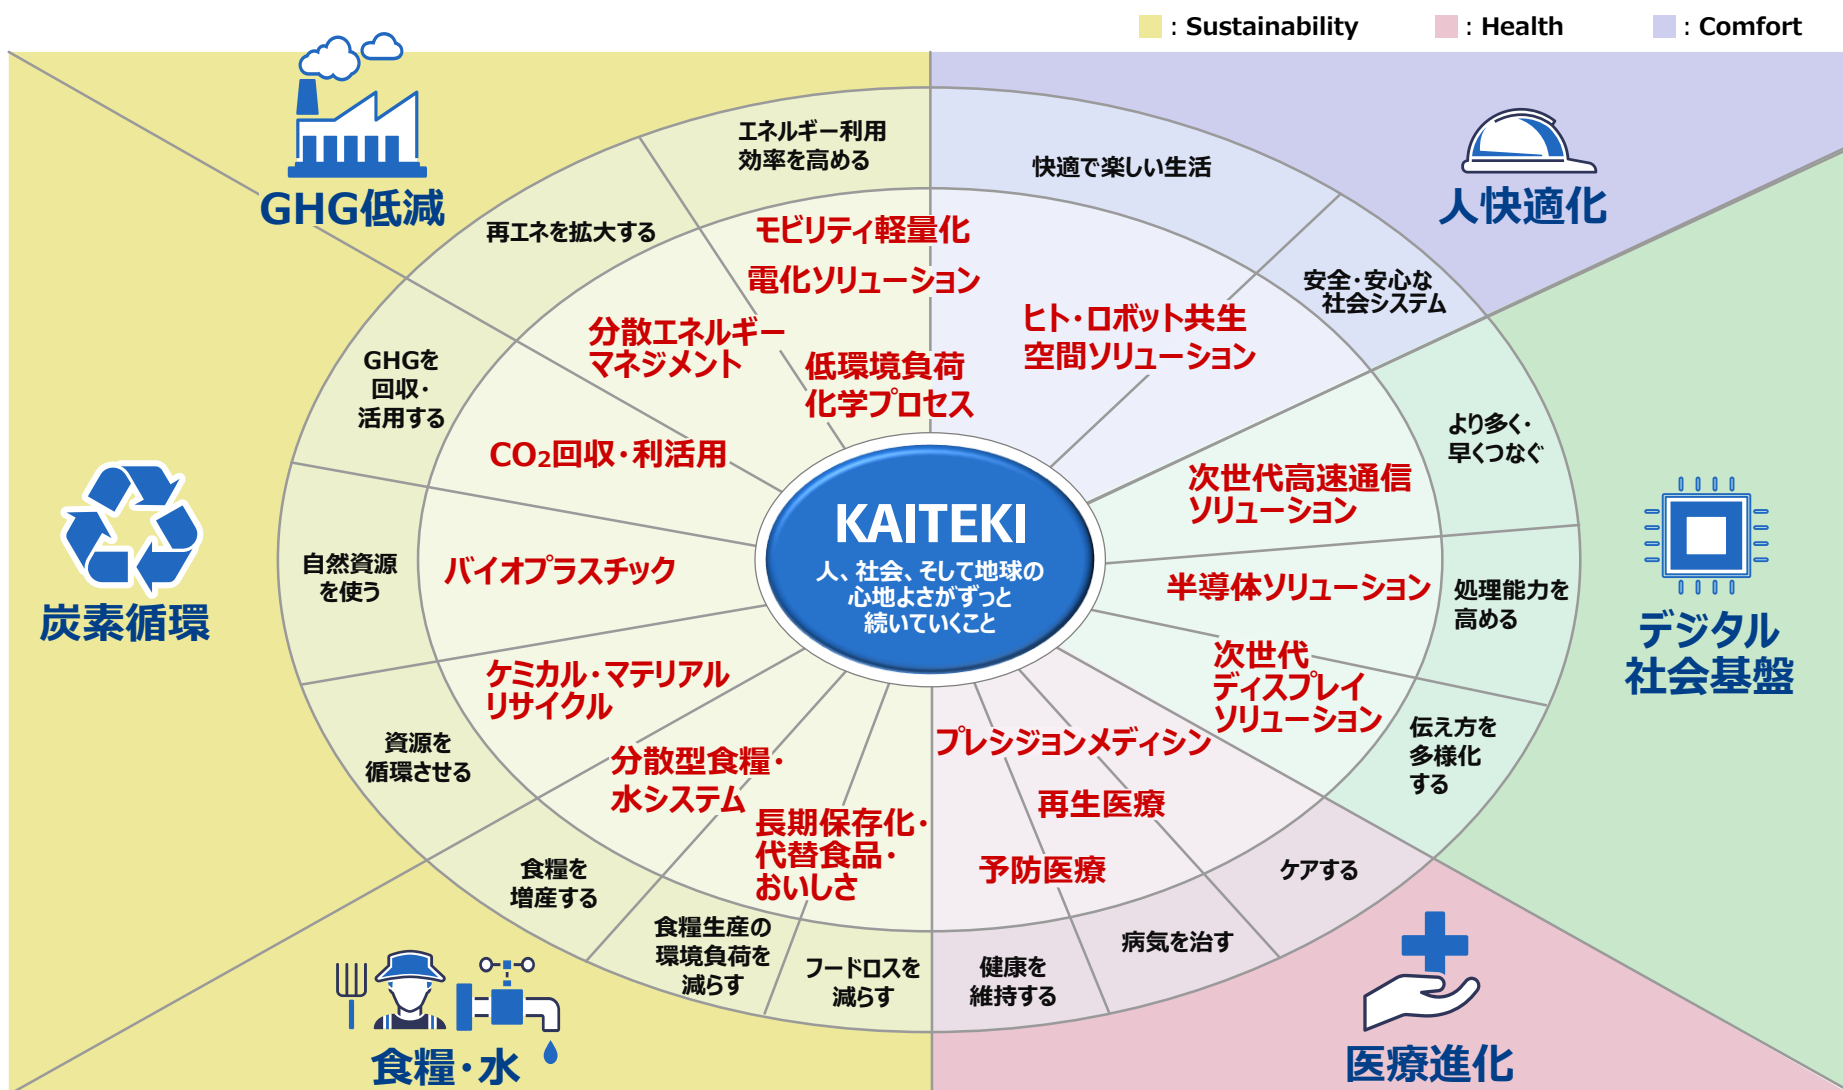 : Sustainability
: Health
: Comfort
GHG低減
エネルギー利用
効率を高める
再エネを拡大する
モビリティ軽量化
電化ソリューション
分散エネルギー
マネジメント
低環境負荷
化学プロセス
快適で楽しい生活
人快適化
安全・安心な
社会システム
ヒト・ロボット共生
空間ソリューション
GHGを
回収・
活用する
CO₂回収・利活用
炭素循環
自然資源
を使う
バイオプラスチック
資源を
循環させる
ケミカル・マテリアル
リサイクル
KAITEKI
人、社会、そして地球の
心地よさがずっと
続いていくこと
より多く・
早くつなぐ
次世代高速通信
ソリューション
半導体ソリューション
処理能力を
高める
デジタル
社会基盤
次世代
ディスプレイ
ソリューション
伝え方を
多様化
する
分散型食糧・
水システム
長期保存化・
代替食品・
おいしさ
食糧を
増産する
食糧生産の
環境負荷を
減らす
フードロスを
減らす
食糧・水
プレシジョンメディシン
再生医療
予防医療
ケアする
病気を治す
健康を
維持する
医療進化